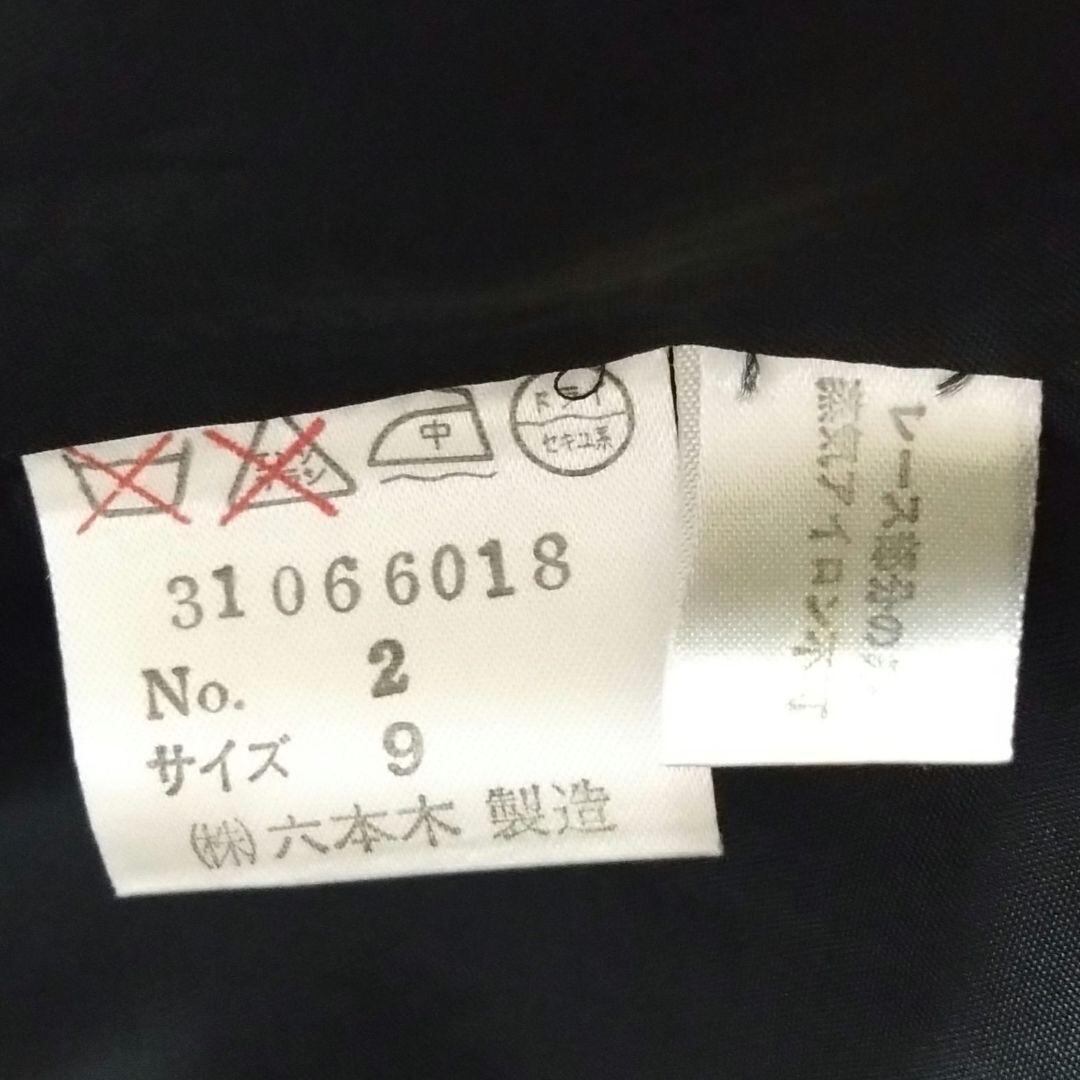 中
ドライ
セキユ系
31066018
No. 2
サイズ 9
㈱六本木 製造
レース部分の
蒸気アイロン不可